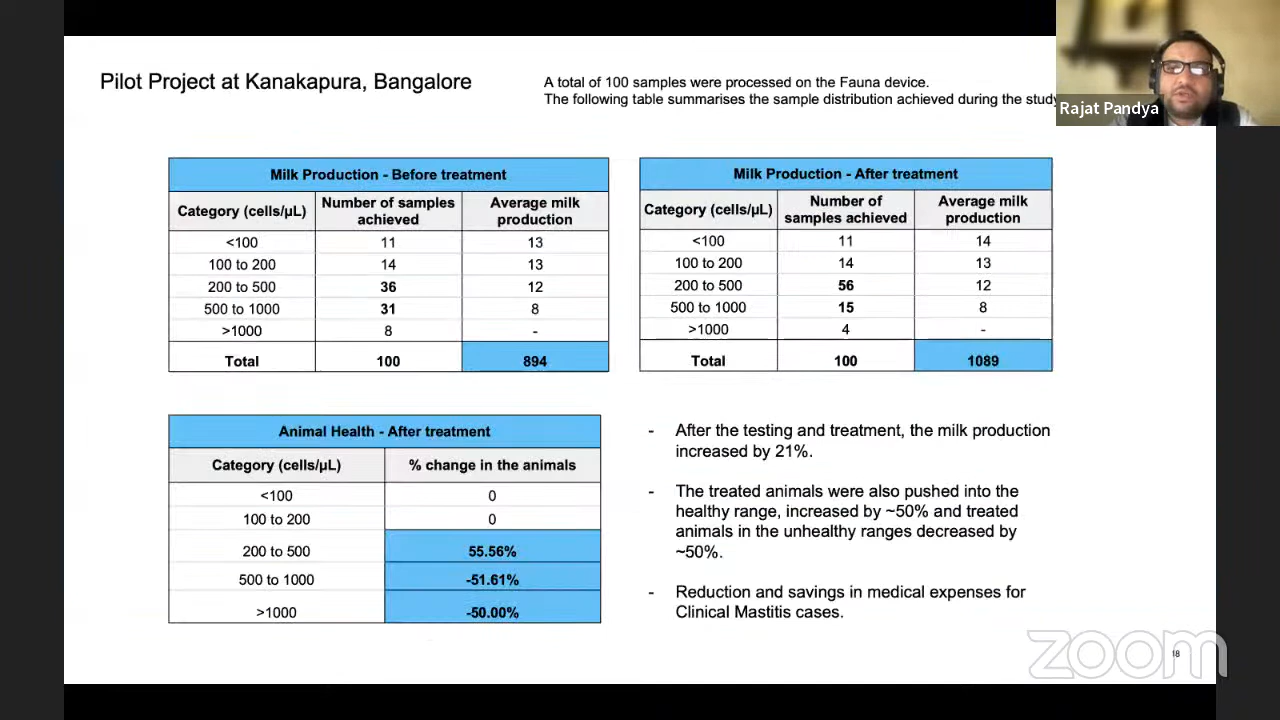 Pilot Project at Kanakapura, Bangalore
A total of 100 samples were processed on the Fauna device.
The following table summarises the sample distribution achieved during the study
Rajat Pandya
Milk Production - Before treatment
Category (cells/µL) Number of samples achieved Average milk production
<100 11 13
100 to 200 14 13
200 to 500 36 12
500 to 1000 31 8
>1000 8 -
Total 100 894
Milk Production - After treatment
Category (cells/µL) Number of samples achieved Average milk production
<100 11 14
100 to 200 14 13
200 to 500 56 12
500 to 1000 15 8
>1000 4 -
Total 100 1089
Animal Health - After treatment
Category (cells/µL) % change in the animals
<100 0
100 to 200 0
200 to 500 55.56%
500 to 1000 -51.61%
>1000 -50.00%
- After the testing and treatment, the milk production
increased by 21%.
- The treated animals were also pushed into the
healthy range, increased by ~50% and treated
animals in the unhealthy ranges decreased by
~50%.
- Reduction and savings in medical expenses for
Clinical Mastitis cases.
zoom
18